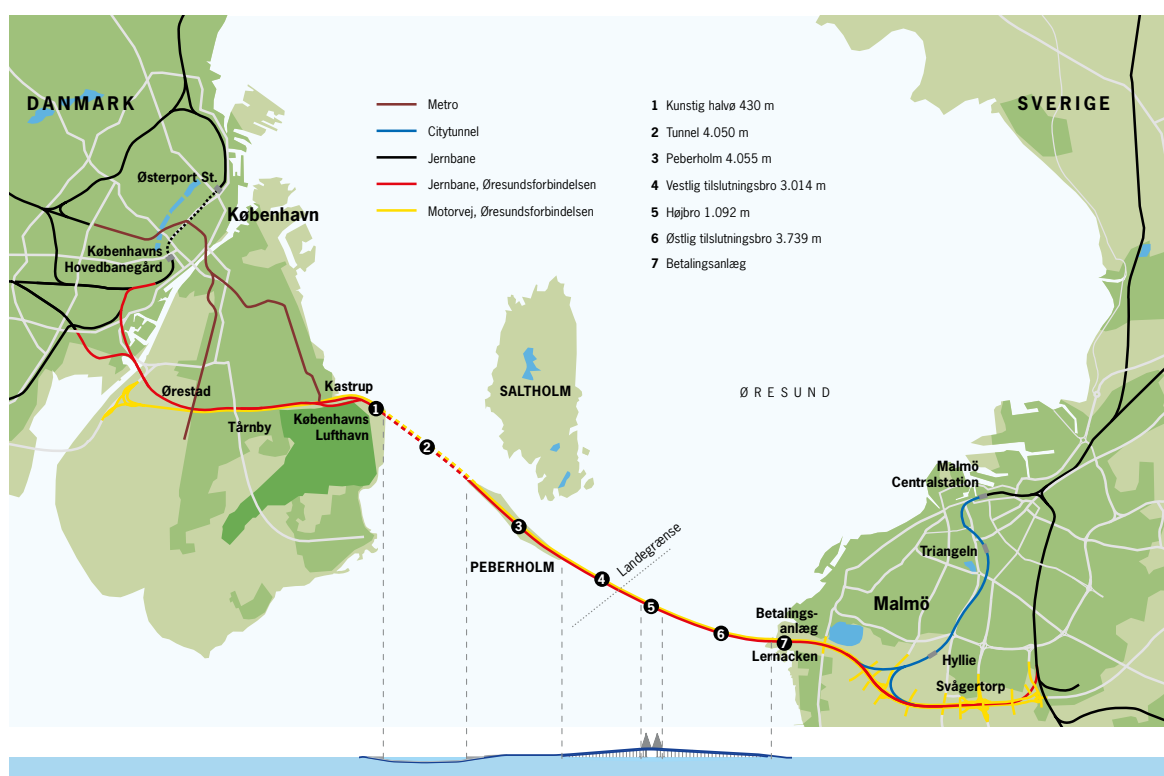 DANMARK
SVERIGE
Metro
Citytunnel
Jernbane
Jernbane, Øresundsforbindelsen
Motorvej, Øresundsforbindelsen
1 Kunstig halvø 430 m
2 Tunnel 4.050 m
3 Peberholm 4.055 m
4 Vestlig tilslutningsbro 3.014 m
5 Højbro 1.092 m
6 Østlig tilslutningsbro 3.739 m
7 Betalingsanlæg
Østerport St.
København
Københavns
Hovedbanegård
Ørestad
Kastrup
Tårnby
Københavns
Lufthavn
SALTHOLM
ØRESUND
1
2
3
PEBERHOLM
4
Landegrænse
5
6
Betalings-
anlæg
7
Lernacken
Malmö
Centralstation
Triangeln
Malmö
Hyllie
Svågertorp